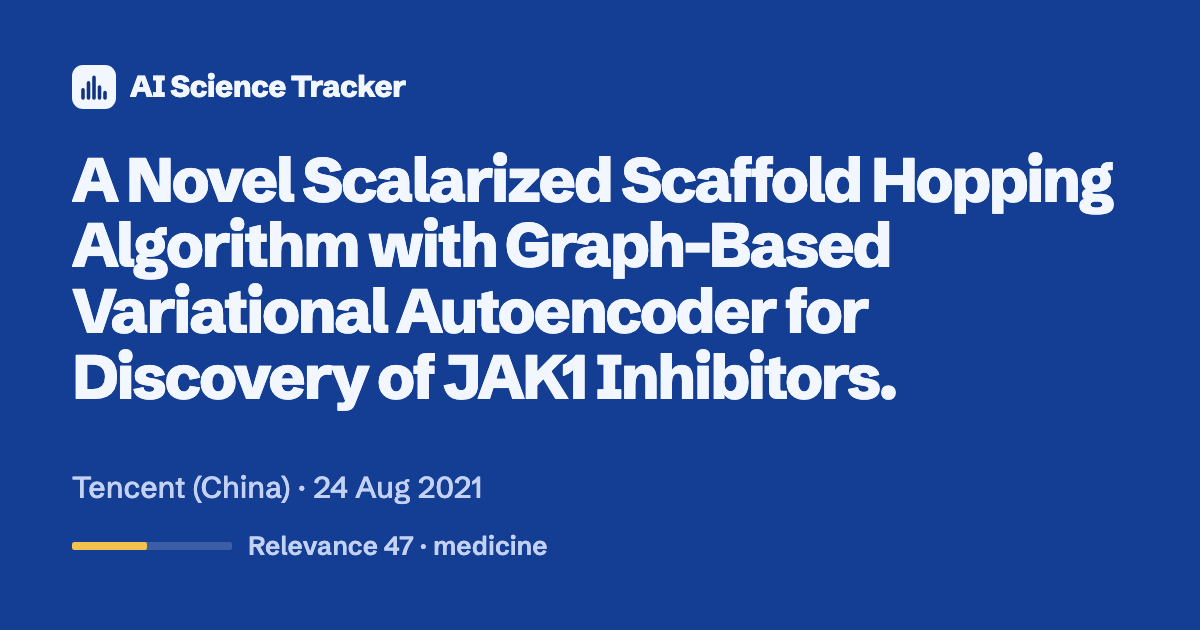 AI Science Tracker
A Novel Scalarized Scaffold Hopping
Algorithm with Graph-Based
Variational Autoencoder for
Discovery of JAK1 Inhibitors.
Tencent (China) · 24 Aug 2021
Relevance 47 · medicine